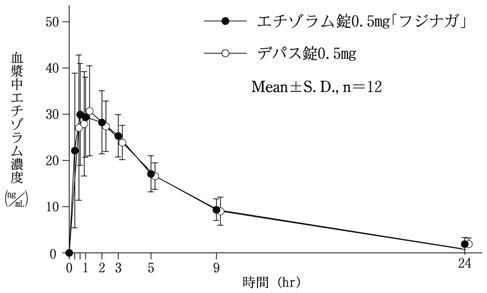 50
40
30
20
10
0
血漿中エチゾラム濃度
(ng/mL)
エチゾラム錠0.5mg「フジナガ」
デパス錠0.5mg
Mean±S. D., n=12
0 1 2 3 5 9 24
時間 (hr)